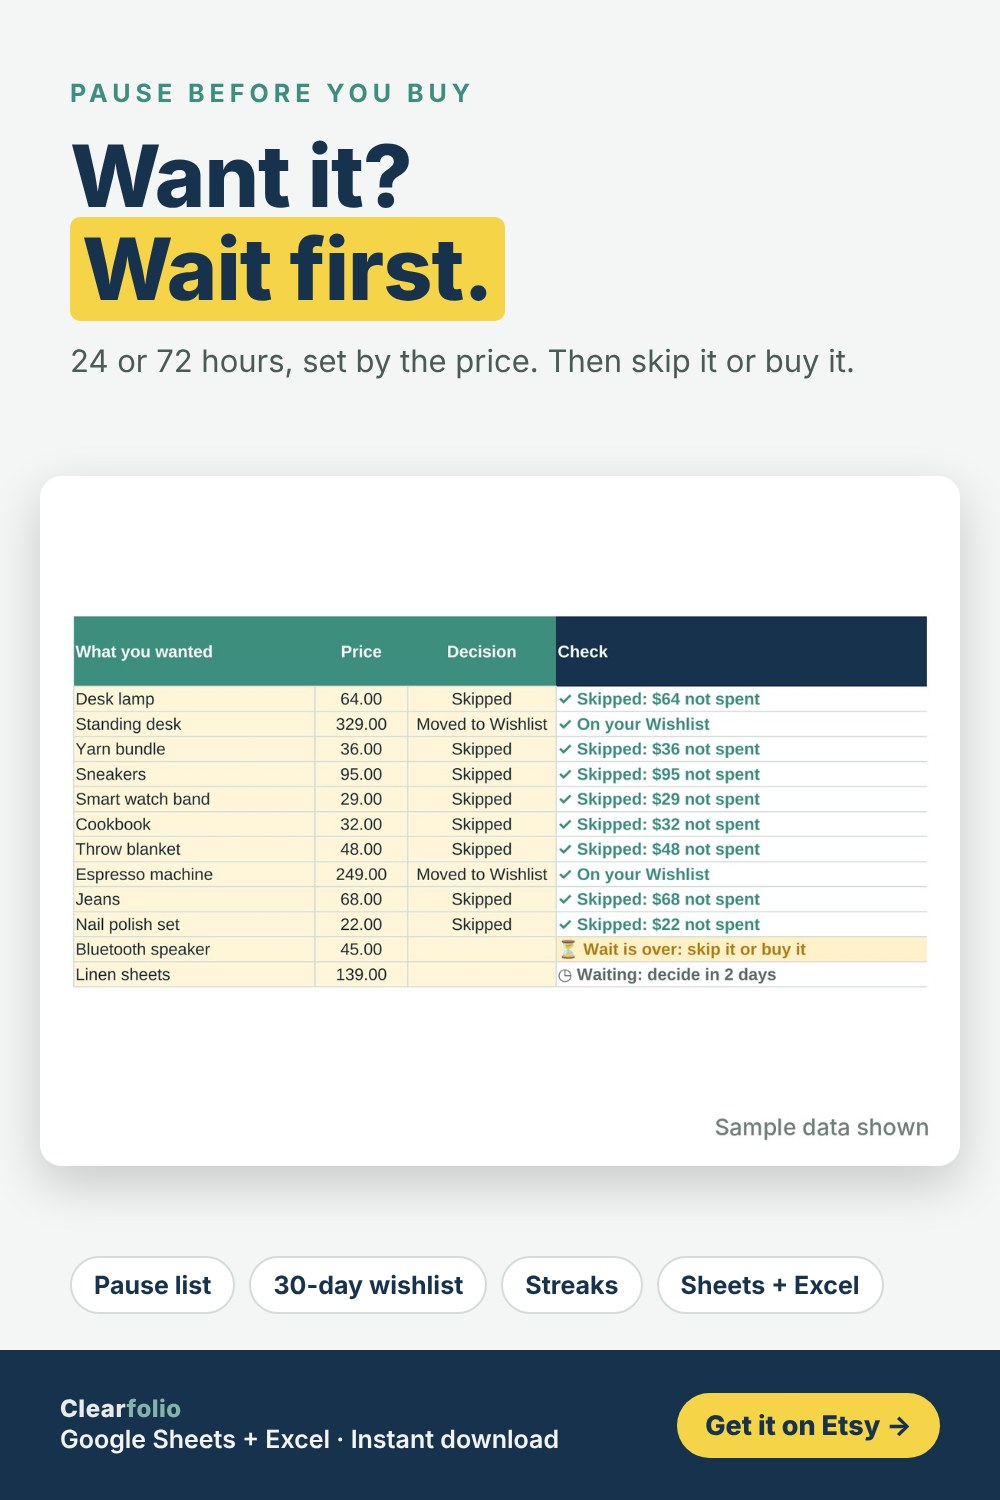 PAUSE BEFORE YOU BUY
Want it?
Wait first.
24 or 72 hours, set by the price. Then skip it or buy it.
What you wanted Price Decision Check
Desk lamp 64.00 Skipped ✓ Skipped: $64 not spent
Standing desk 329.00 Moved to Wishlist ✓ On your Wishlist
Yarn bundle 36.00 Skipped ✓ Skipped: $36 not spent
Sneakers 95.00 Skipped ✓ Skipped: $95 not spent
Smart watch band 29.00 Skipped ✓ Skipped: $29 not spent
Cookbook 32.00 Skipped ✓ Skipped: $32 not spent
Throw blanket 48.00 Skipped ✓ Skipped: $48 not spent
Espresso machine 249.00 Moved to Wishlist ✓ On your Wishlist
Jeans 68.00 Skipped ✓ Skipped: $68 not spent
Nail polish set 22.00 Skipped ✓ Skipped: $22 not spent
Bluetooth speaker 45.00 ⏳ Wait is over: skip it or buy it
Linen sheets 139.00 ◷ Waiting: decide in 2 days
Sample data shown
Pause list 30-day wishlist Streaks Sheets + Excel
Clearfolio
Google Sheets + Excel · Instant download
Get it on Etsy →